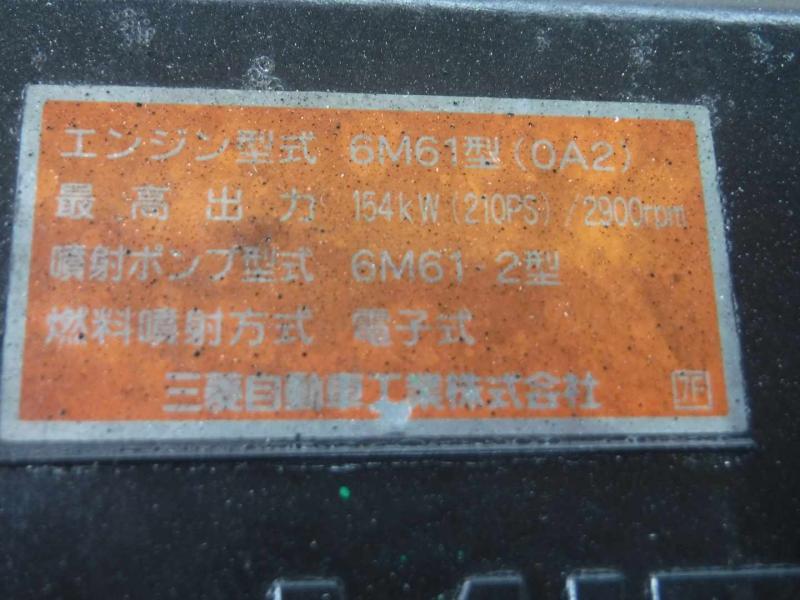 エンジン型式 6M61型(0A2)
最高出力 154kW(210PS)/2900rpm
噴射ポンプ型式 6M61-2型
燃料噴射方式 電子式
三菱自動車工業株式会社